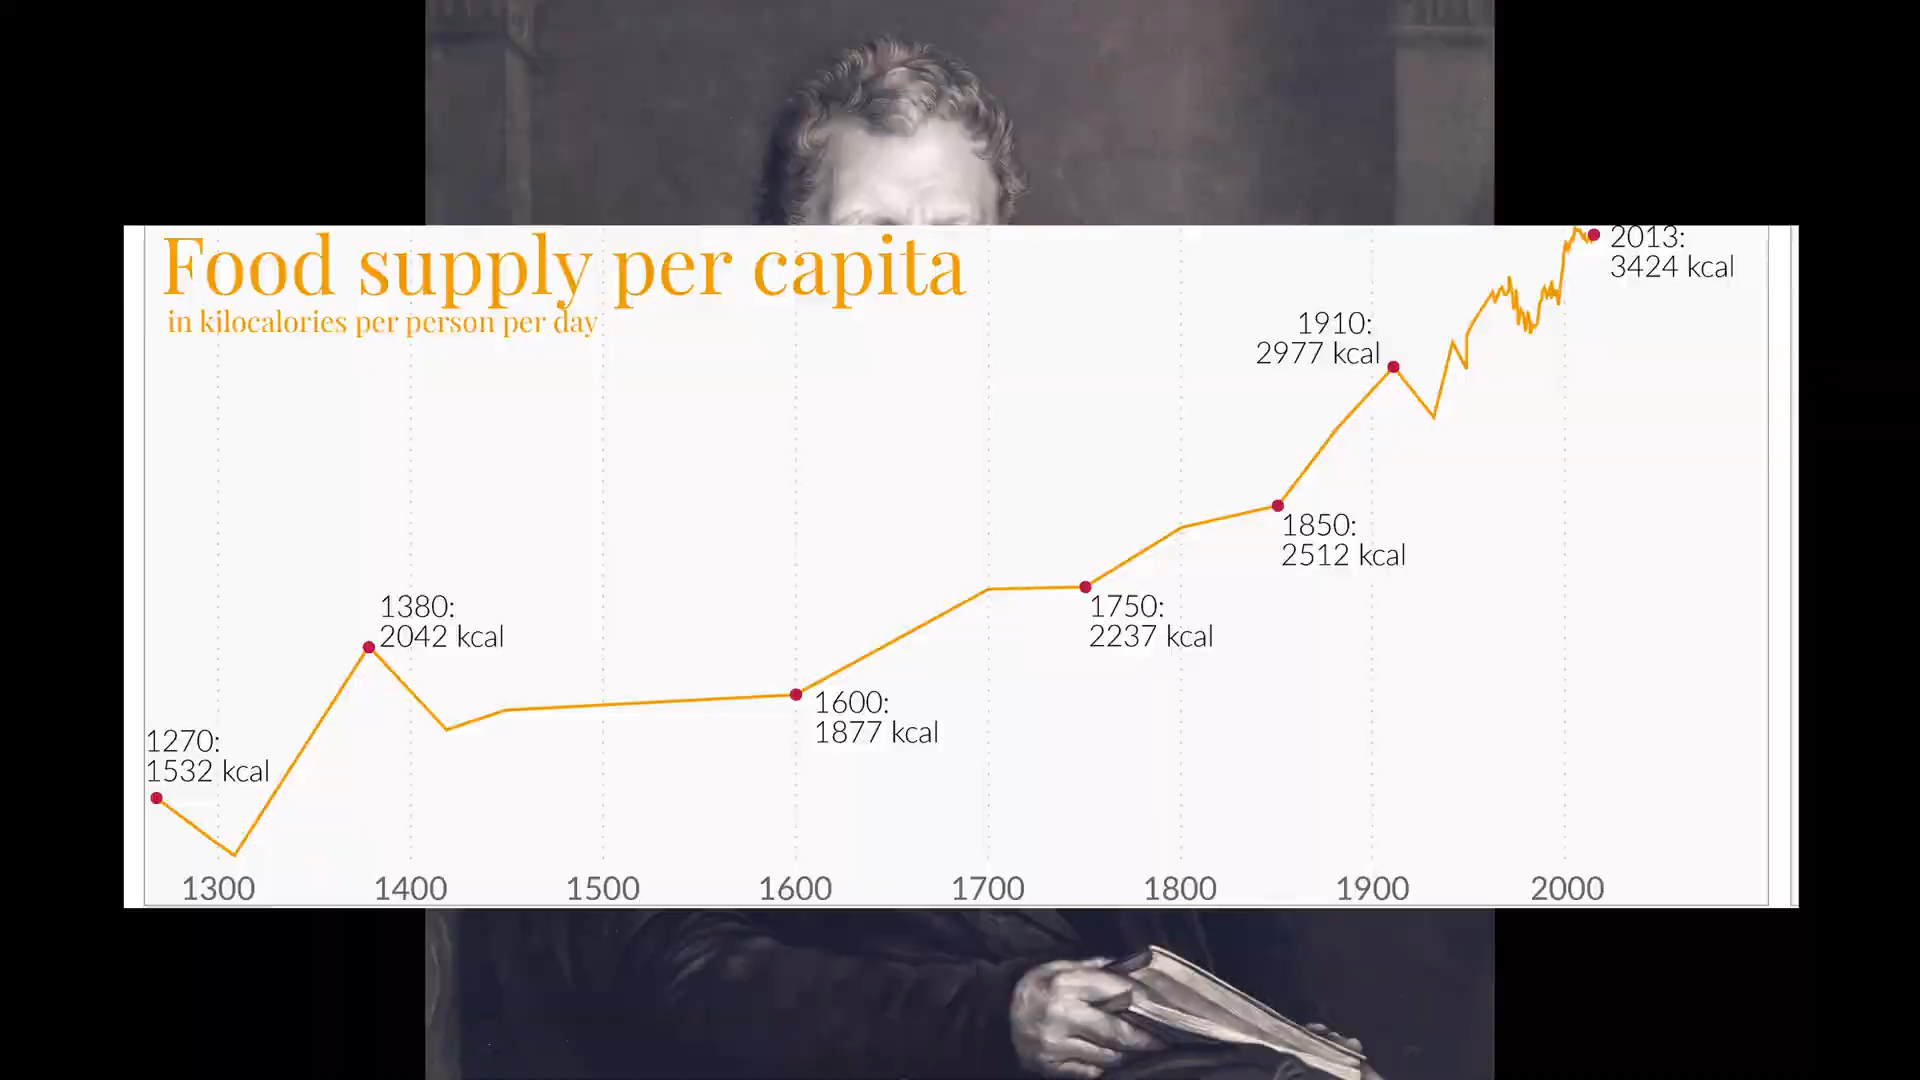 Food supply per capita
in kilocalories per person per day
2013:
3424 kcal
1910:
2977 kcal
1850:
2512 kcal
1380:
2042 kcal
1750:
2237 kcal
1600:
1877 kcal
1270:
1532 kcal
1300 1400 1500 1600 1700 1800 1900 2000